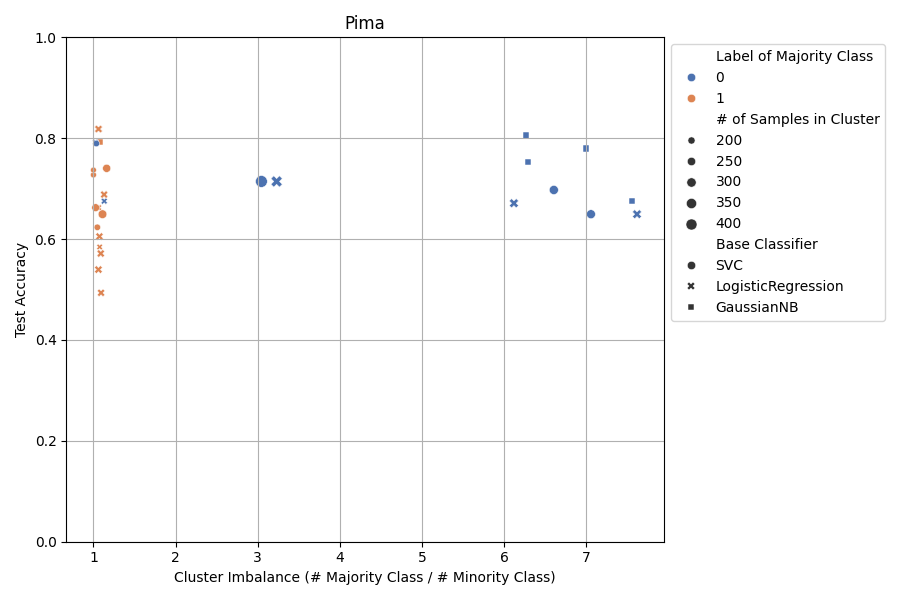 Pima
1.0
0.8
0.6
0.4
0.2
0.0
Test Accuracy
1 2 3 4 5 6 7
Cluster Imbalance (# Majority Class / # Minority Class)
Label of Majority Class
0
1
# of Samples in Cluster
200
250
300
350
400
Base Classifier
SVC
LogisticRegression
GaussianNB